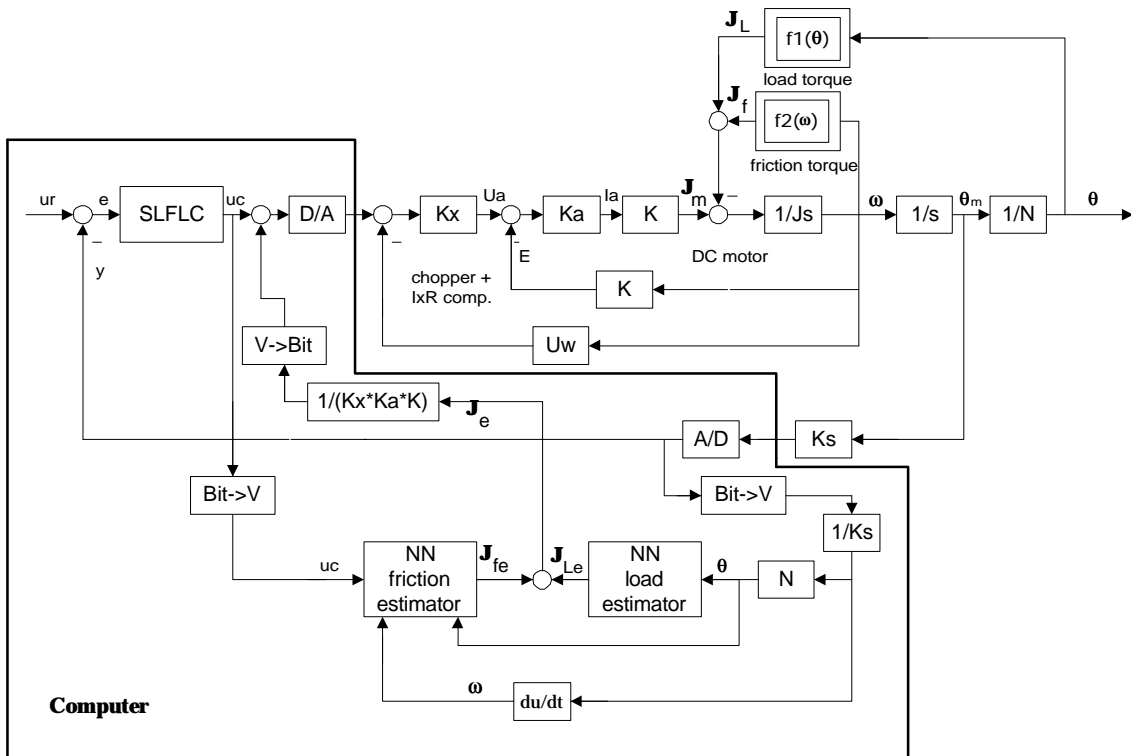 J_L
f1(θ)
load torque
J_f
f2(ω)
friction torque
ur
e
SLFLC
uc
D/A
Kx
Ua
Ka
Ia
K
J_m
−
1/Js
ω
1/s
θm
1/N
θ
−
y
−
-
E
DC motor
chopper +
IxR comp.
K
Uw
V->Bit
1/(Kx*Ka*K)
J_e
A/D
Ks
Bit->V
Bit->V
1/Ks
uc
NN
friction
estimator
J_fe
J_Le
NN
load
estimator
θ
N
ω
du/dt
Computer